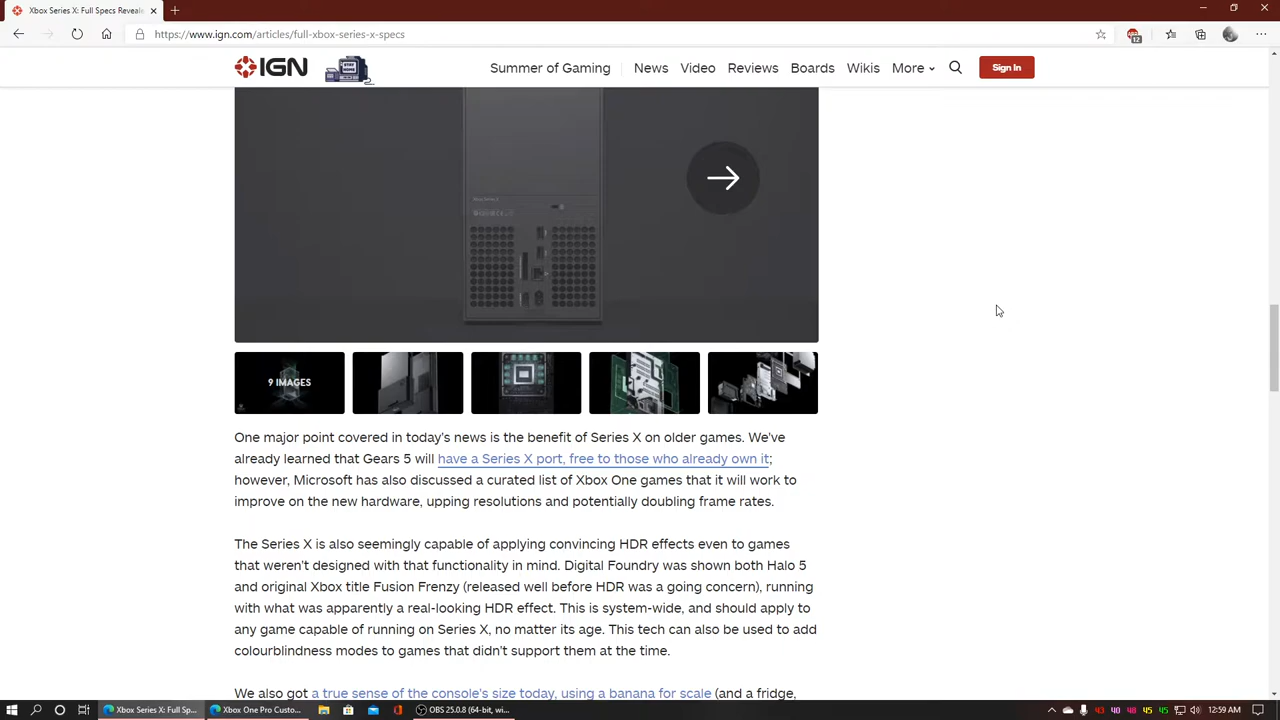 Xbox Series X: Full Specs Reveale
https://www.ign.com/articles/full-xbox-series-x-specs
12
IGN
Summer of Gaming
News
Video
Reviews
Boards
Wikis
More
Sign In
Xbox Series X
9 IMAGES
One major point covered in today's news is the benefit of Series X on older games. We've
already learned that Gears 5 will have a Series X port, free to those who already own it;
however, Microsoft has also discussed a curated list of Xbox One games that it will work to
improve on the new hardware, upping resolutions and potentially doubling frame rates.
The Series X is also seemingly capable of applying convincing HDR effects even to games
that weren't designed with that functionality in mind. Digital Foundry was shown both Halo 5
and original Xbox title Fusion Frenzy (released well before HDR was a going concern), running
with what was apparently a real-looking HDR effect. This is system-wide, and should apply to
any game capable of running on Series X, no matter its age. This tech can also be used to add
colourblindness modes to games that didn't support them at the time.
We also got a true sense of the console's size today, using a banana for scale (and a fridge,
Xbox Series X: Full Sp...
Xbox One Pro Custo...
OBS 25.0.8 (64-bit, wi...
12:59 AM